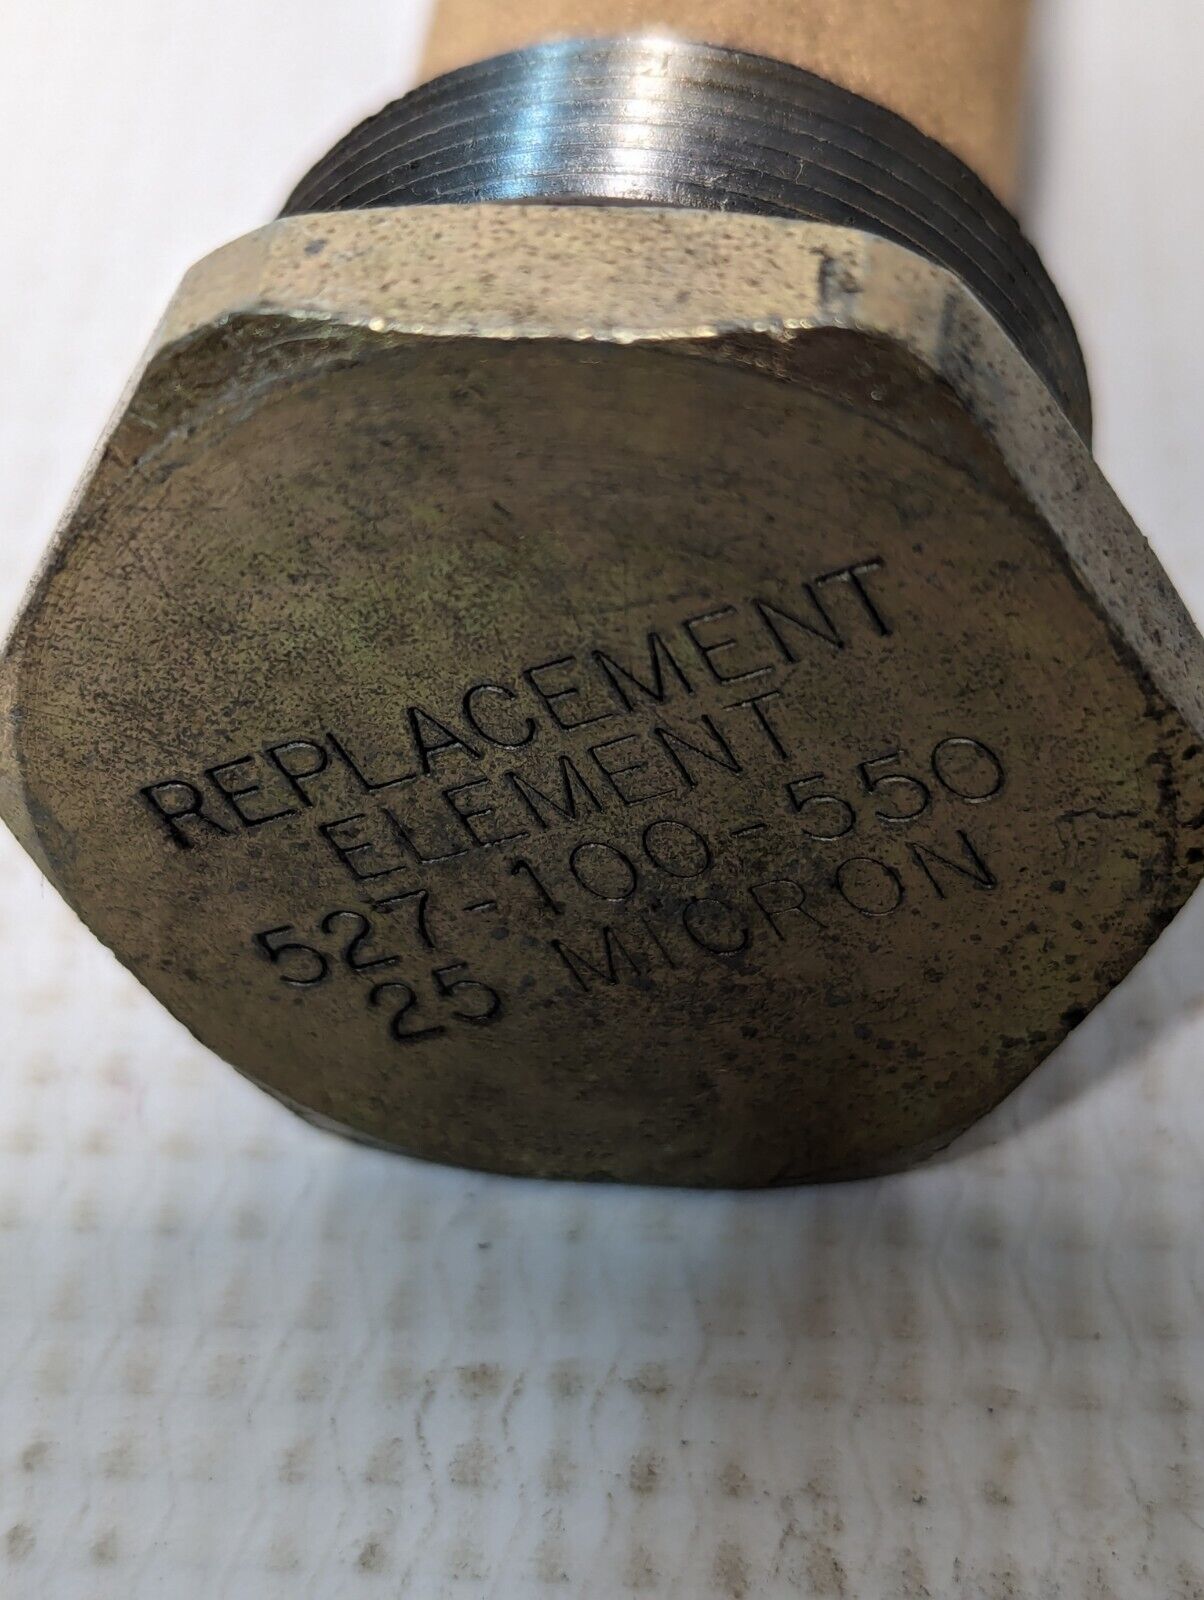 REPLACEMENT
ELEMENT
527-100-550
25 MICRON